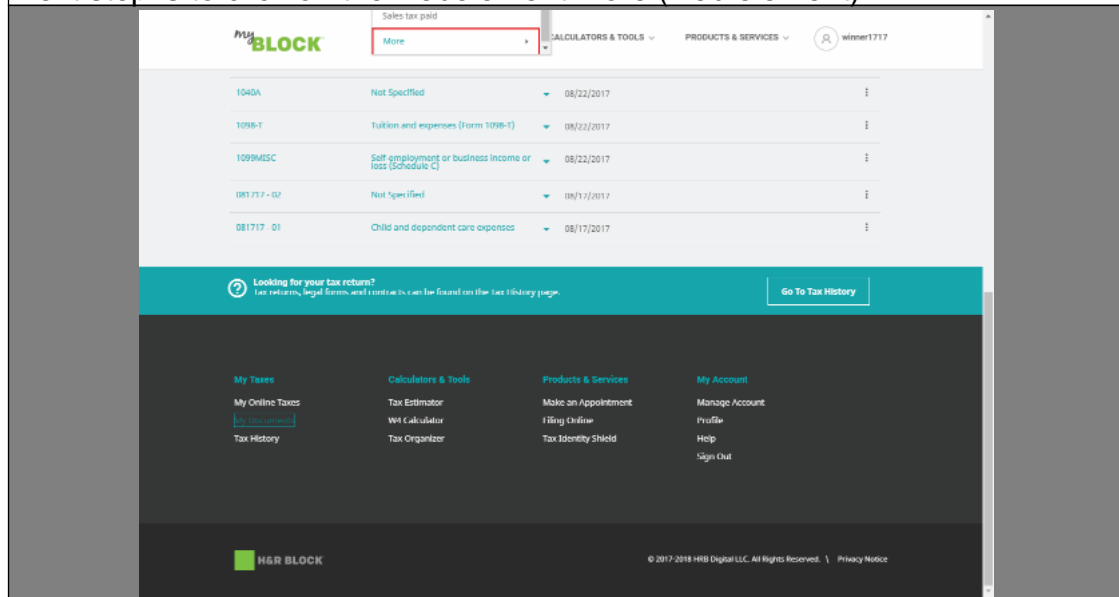 Sales tax paid
my BLOCK
More
CALCULATORS & TOOLS
PRODUCTS & SERVICES
winner1717
1040A Not Specified 08/22/2017
1098-T Tuition and expenses (Form 1098-T) 08/22/2017
1099MISC Self-employment or business income or loss (Schedule C) 08/22/2017
081717 - 02 Not Specified 08/17/2017
081717 - 01 Child and dependent care expenses 08/17/2017
Looking for your tax return?
Tax returns, legal forms and contracts can be found on the Tax History page.
Go To Tax History
My Taxes Calculators & Tools Products & Services My Account
My Online Taxes Tax Estimator Make an Appointment Manage Account
My Documents W4 Calculator Filing Online Profile
Tax History Tax Organizer Tax Identity Shield Help
Sign Out
H&R BLOCK
© 2017-2018 HRB Digital LLC. All Rights Reserved. \ Privacy Notice